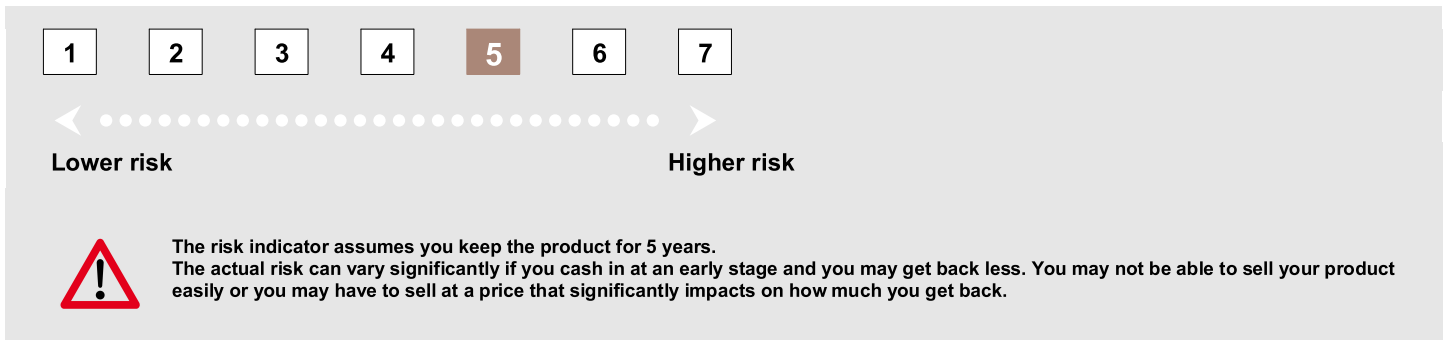 1 2 3 4 5 6 7
Lower risk Higher risk
!
The risk indicator assumes you keep the product for 5 years.
The actual risk can vary significantly if you cash in at an early stage and you may get back less. You may not be able to sell your product
easily or you may have to sell at a price that significantly impacts on how much you get back.